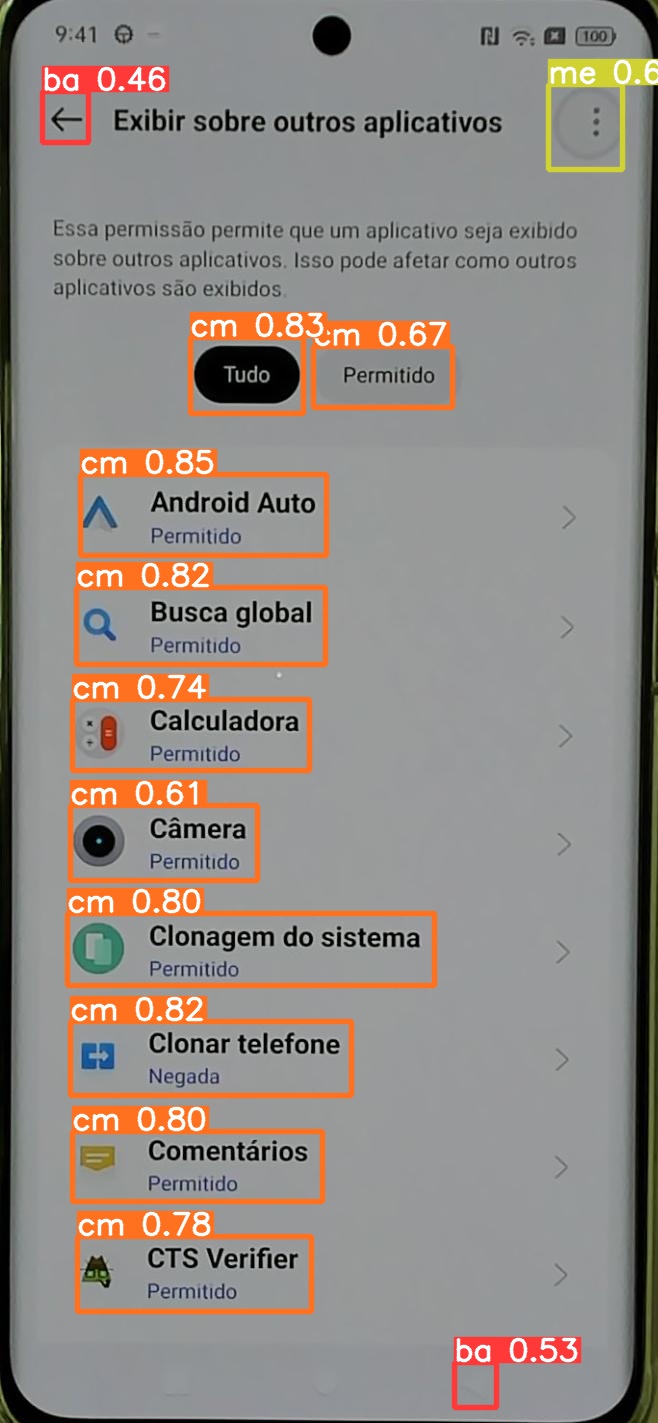 9:41
100
ba 0.46
me 0.6
Exibir sobre outros aplicativos
Essa permissão permite que um aplicativo seja exibido
sobre outros aplicativos. Isso pode afetar como outros
aplicativos são exibidos.
cm 0.83
cm 0.67
Tudo
Permitido
cm 0.85
Android Auto
Permitido
cm 0.82
Busca global
Permitido
cm 0.74
Calculadora
Permitido
cm 0.61
Câmera
Permitido
cm 0.80
Clonagem do sistema
Permitido
cm 0.82
Clonar telefone
Negada
cm 0.80
Comentários
Permitido
cm 0.78
CTS Verifier
Permitido
ba 0.53